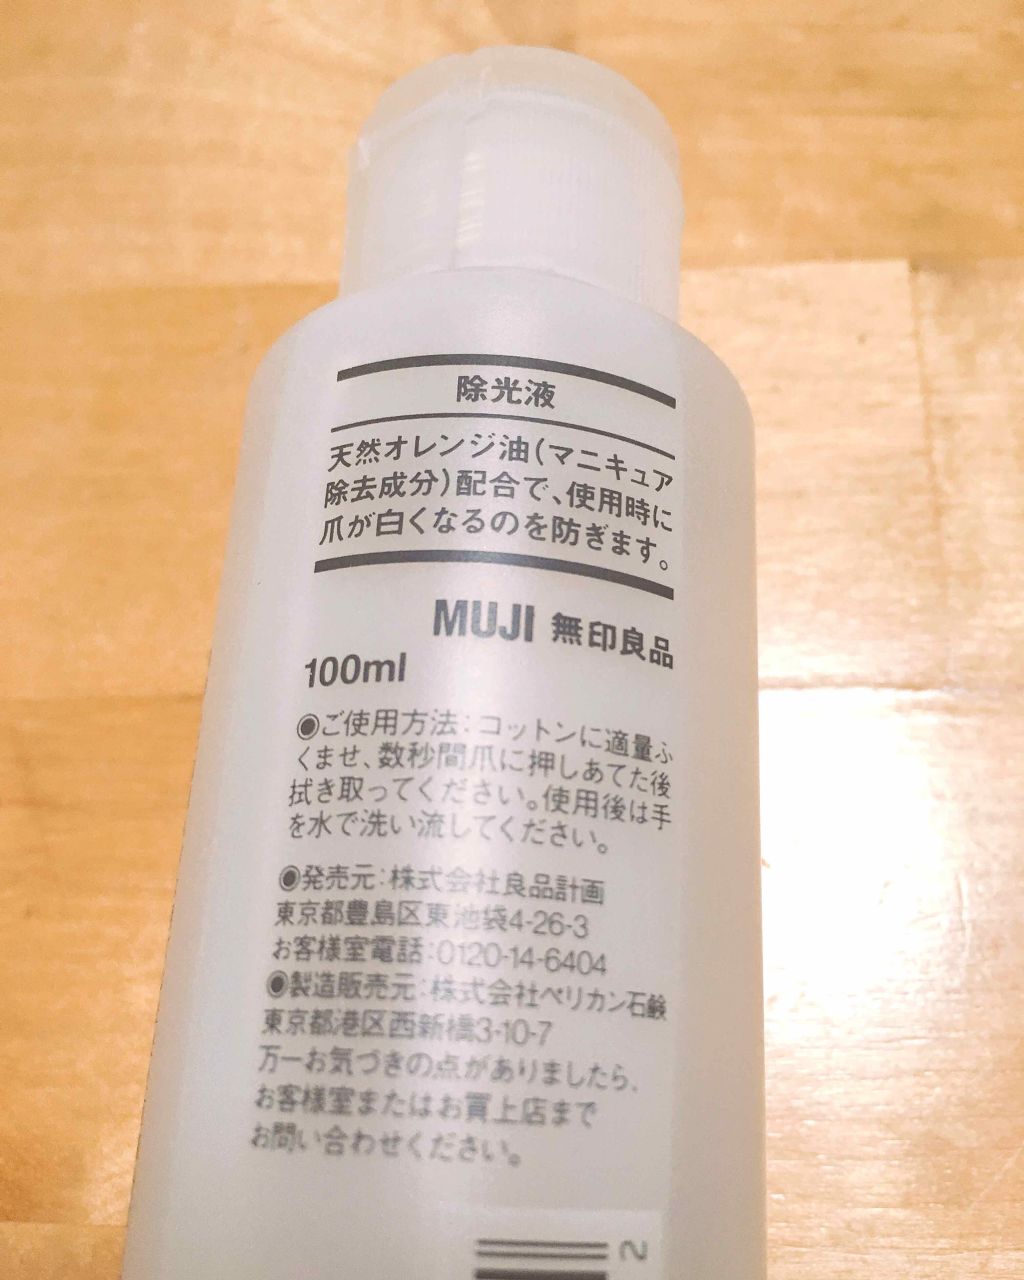 除光液
天然オレンジ油(マニキュア
除去成分)配合で、使用時に
爪が白くなるのを防ぎます。
MUJI 無印良品
100ml
◉ご使用方法:コットンに適量ふ
くませ、数秒間爪に押しあてた後
拭き取ってください。使用後は手
を水で洗い流してください。
◉発売元:株式会社良品計画
東京都豊島区東池袋4-26-3
お客様室電話:0120-14-6404
◉製造販売元:株式会社ペリカン石鹸
東京都港区西新橋3-10-7
万一お気づきの点がありましたら、
お客様室またはお買上店まで
お問い合わせください。
2